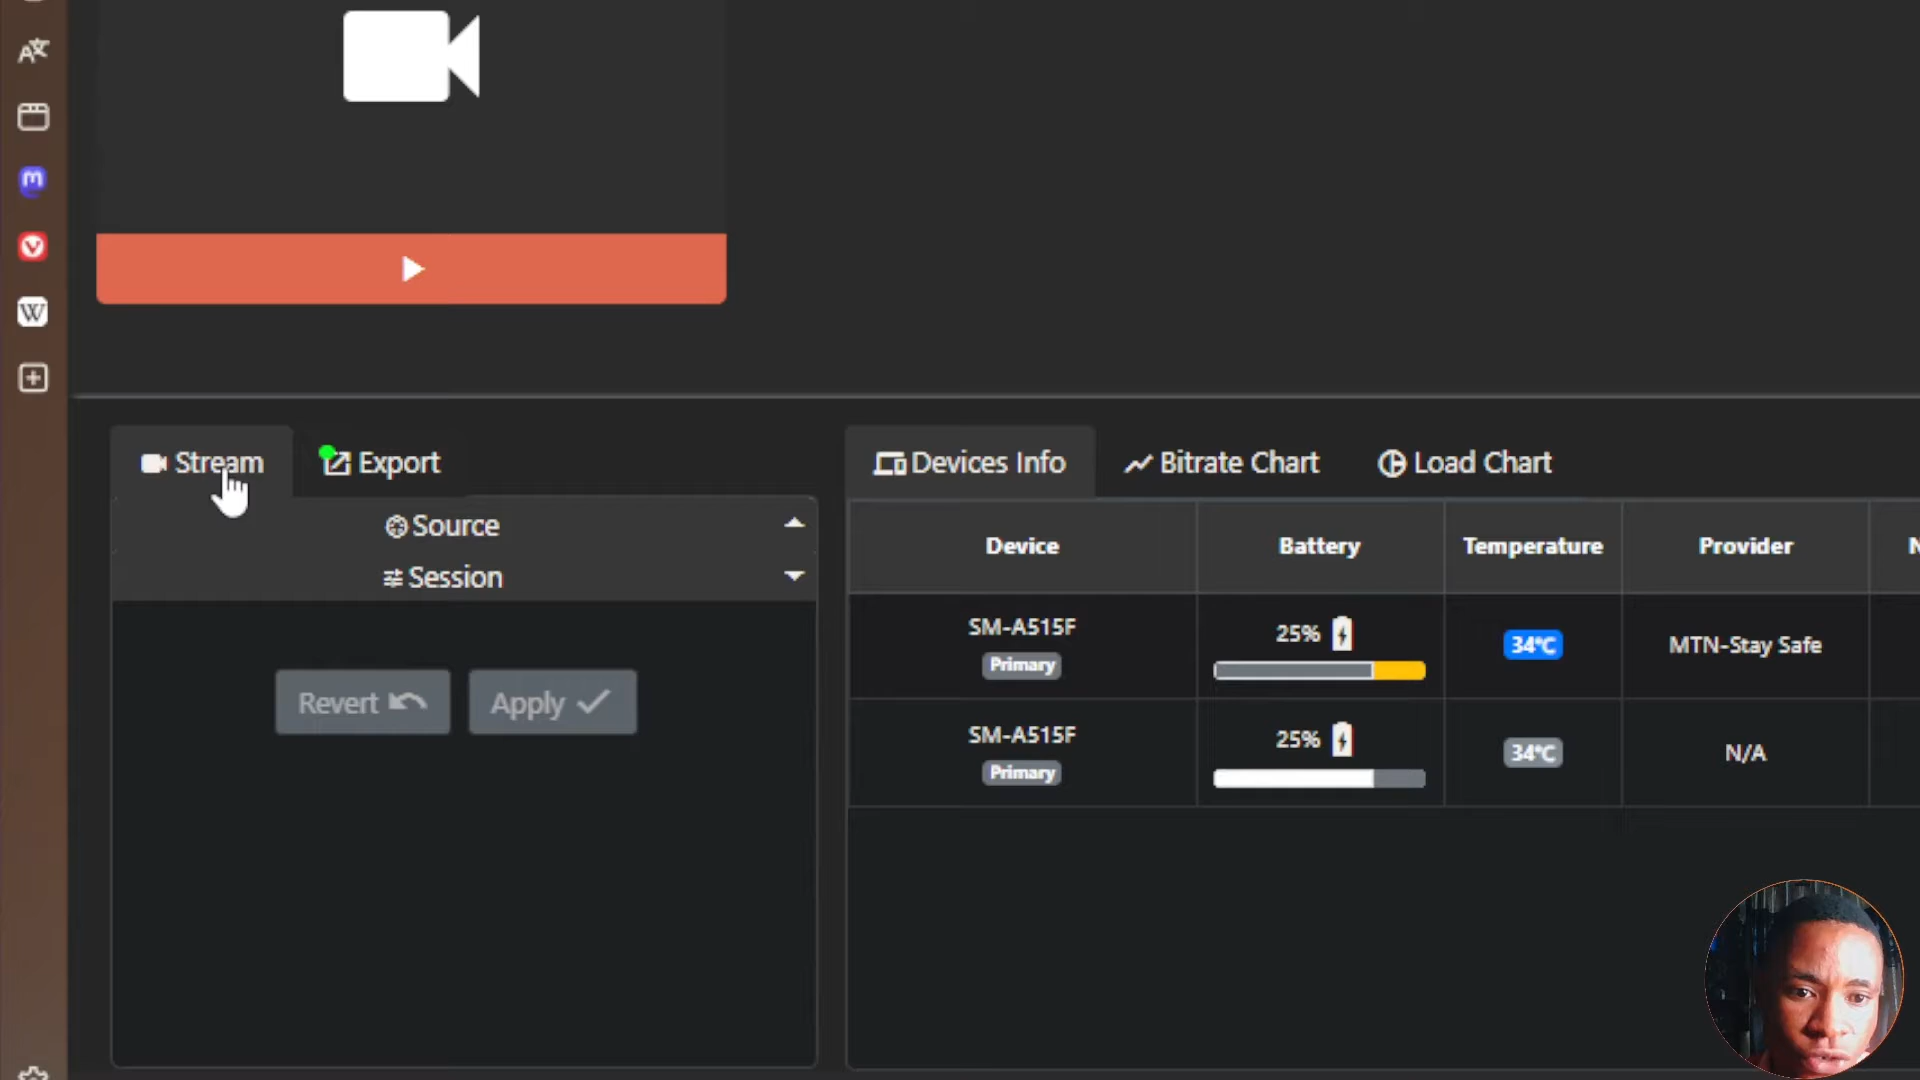 Stream
Export
Source
Session
Revert
Apply
Devices Info
Bitrate Chart
Load Chart
Device
Battery
Temperature
Provider
N
SM-A515F
Primary
25%
34°C
MTN-Stay Safe
SM-A515F
Primary
25%
34°C
N/A